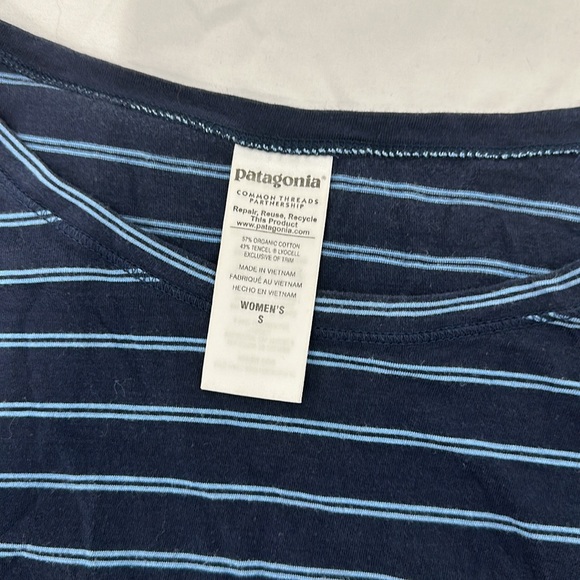 patagonia®
COMMON THREADS
PARTNERSHIP
Repair, Reuse, Recycle
This Product
www.patagonia.com
57% ORGANIC COTTON
43% TENCEL ® LYOCELL
EXCLUSIVE OF TRIM
MADE IN VIETNAM
FABRIQUÉ AU VIETNAM
HECHO EN VIETNAM
WOMEN'S
S